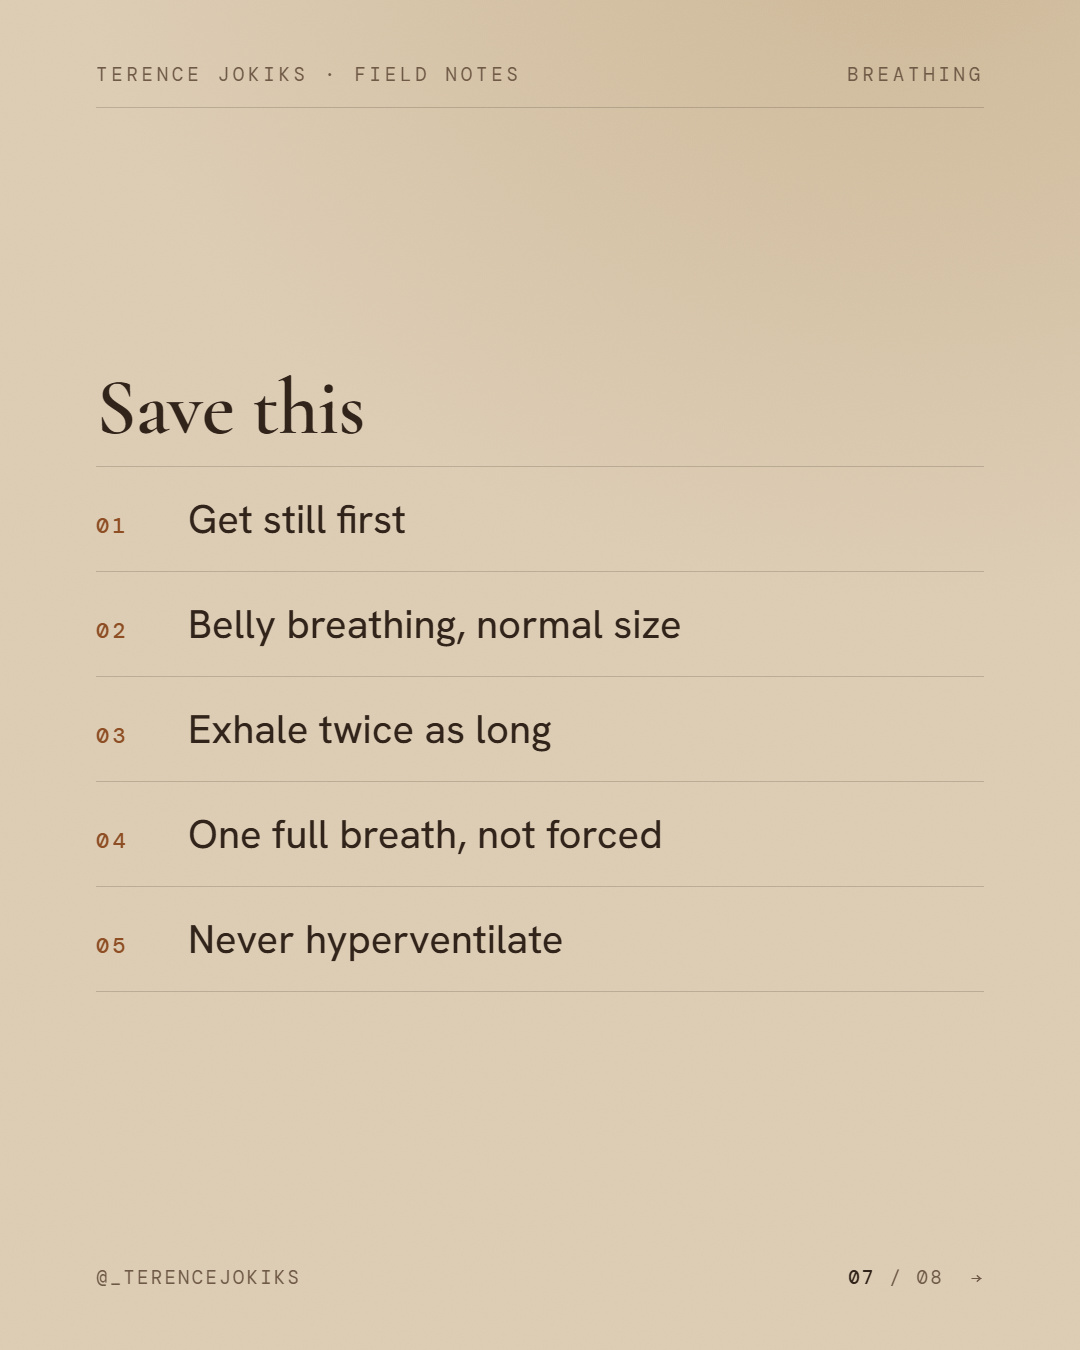 TERENCE JOKIKS · FIELD NOTES
BREATHING
Save this
01 Get still first
02 Belly breathing, normal size
03 Exhale twice as long
04 One full breath, not forced
05 Never hyperventilate
@_TERENCEJOKIKS
07 / 08 →